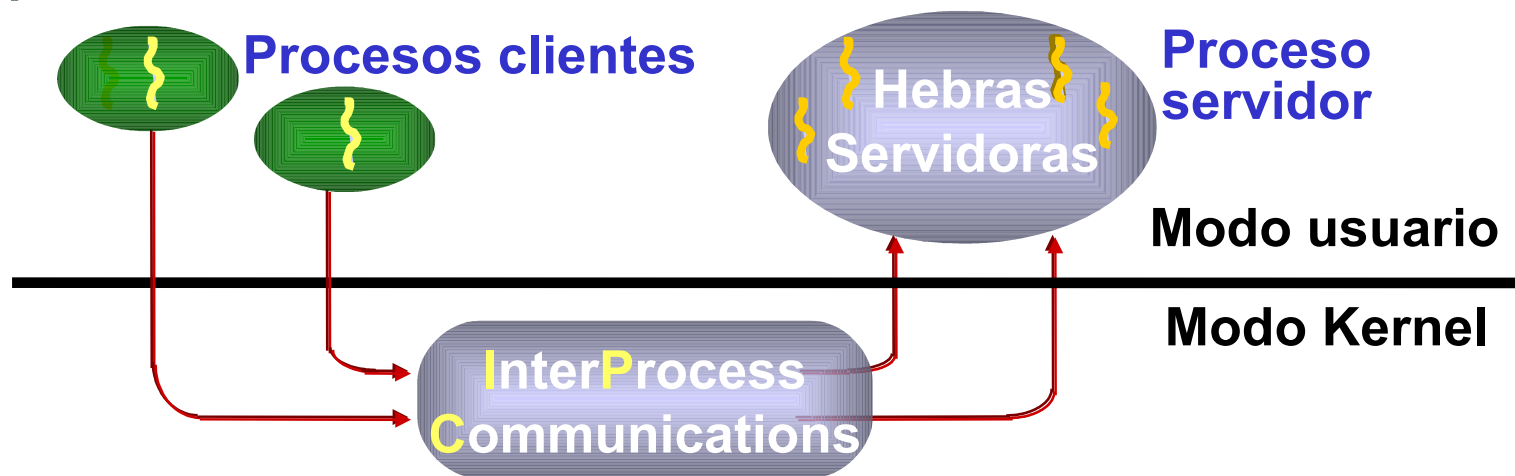 Procesos clientes
Hebras
Servidoras
Proceso
servidor
Modo usuario
Modo Kernel
InterProcess
Communications